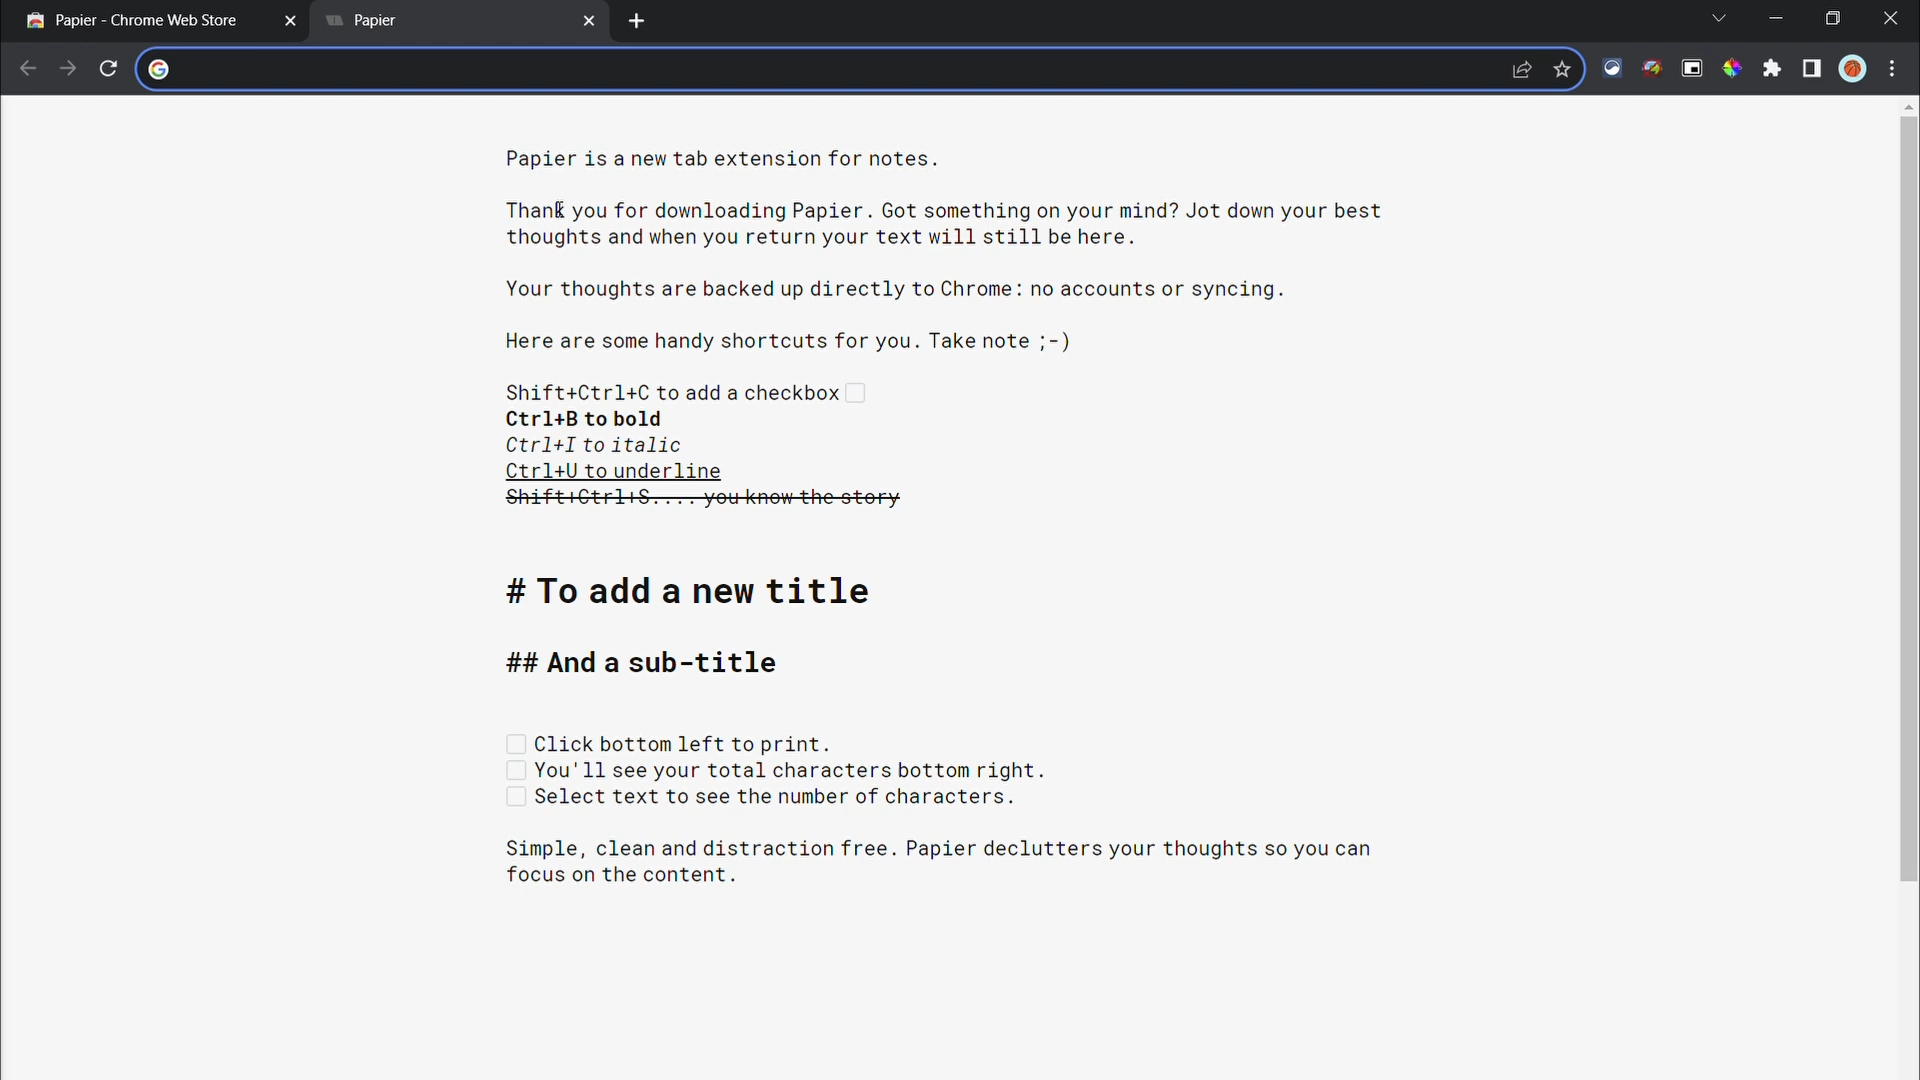 Papier - Chrome Web Store
Papier
Papier is a new tab extension for notes.
Thank you for downloading Papier. Got something on your mind? Jot down your best
thoughts and when you return your text will still be here.
Your thoughts are backed up directly to Chrome: no accounts or syncing.
Here are some handy shortcuts for you. Take note ;-)
Shift+Ctrl+C to add a checkbox
Ctrl+B to bold
Ctrl+I to italic
Ctrl+U to underline
Shift+Ctrl+S.... you know the story
# To add a new title
## And a sub-title
Click bottom left to print.
You'll see your total characters bottom right.
Select text to see the number of characters.
Simple, clean and distraction free. Papier declutters your thoughts so you can
focus on the content.